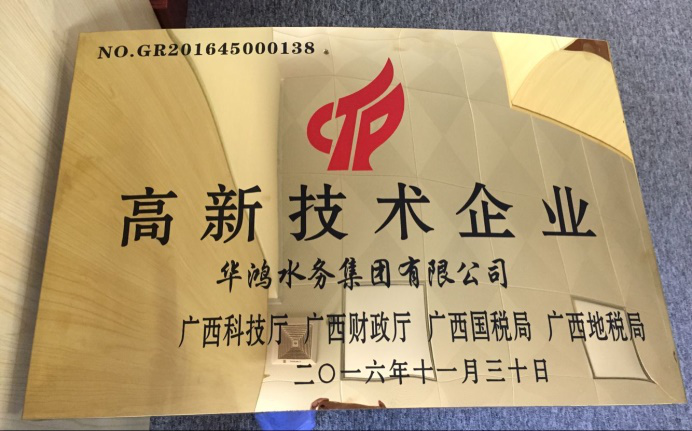 NO.GR201645000138
高新技术企业
华鸿水务集团有限公司
广西科技厅 广西财政厅 广西国税局 广西地税局
二〇一六年十一月三十日